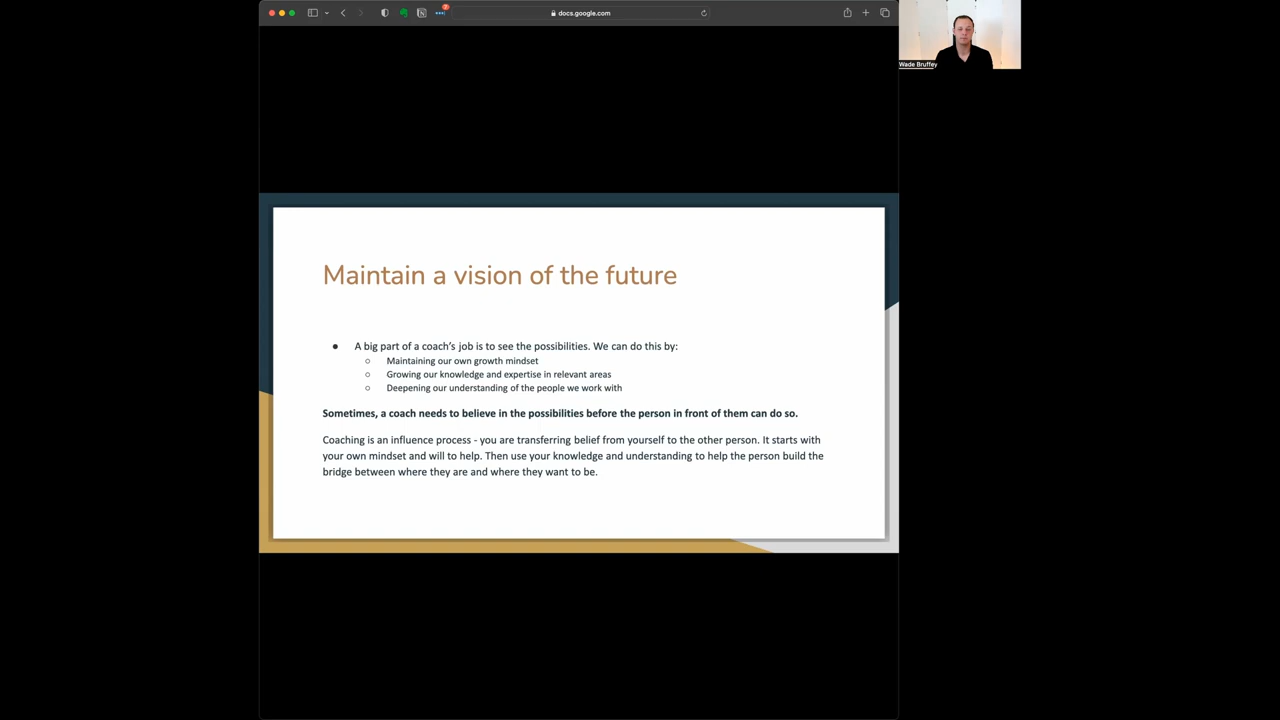 docs.google.com
Wade Bruffey
Maintain a vision of the future
● A big part of a coach's job is to see the possibilities. We can do this by:
○ Maintaining our own growth mindset
○ Growing our knowledge and expertise in relevant areas
○ Deepening our understanding of the people we work with
Sometimes, a coach needs to believe in the possibilities before the person in front of them can do so.
Coaching is an influence process - you are transferring belief from yourself to the other person. It starts with
your own mindset and will to help. Then use your knowledge and understanding to help the person build the
bridge between where they are and where they want to be.